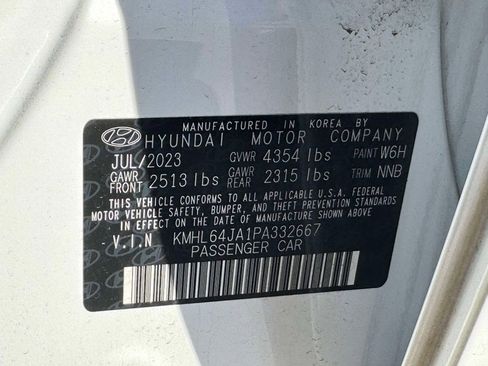 MANUFACTURED IN KOREA BY
HYUNDAI MOTOR COMPANY
JUL/2023 GVWR 4354 lbs PAINT W6H
GAWR FRONT 2513 lbs GAWR REAR 2315 lbs TRIM NNB
THIS VEHICLE CONFORMS TO ALL APPLICABLE U.S.A. FEDERAL
MOTOR VEHICLE SAFETY, BUMPER, AND THEFT PREVENTION STANDARDS
IN EFFECT ON THE DATE OF MANUFACTURE SHOWN ABOVE.
V.I.N KMHL64JA1PA332667
PASSENGER CAR